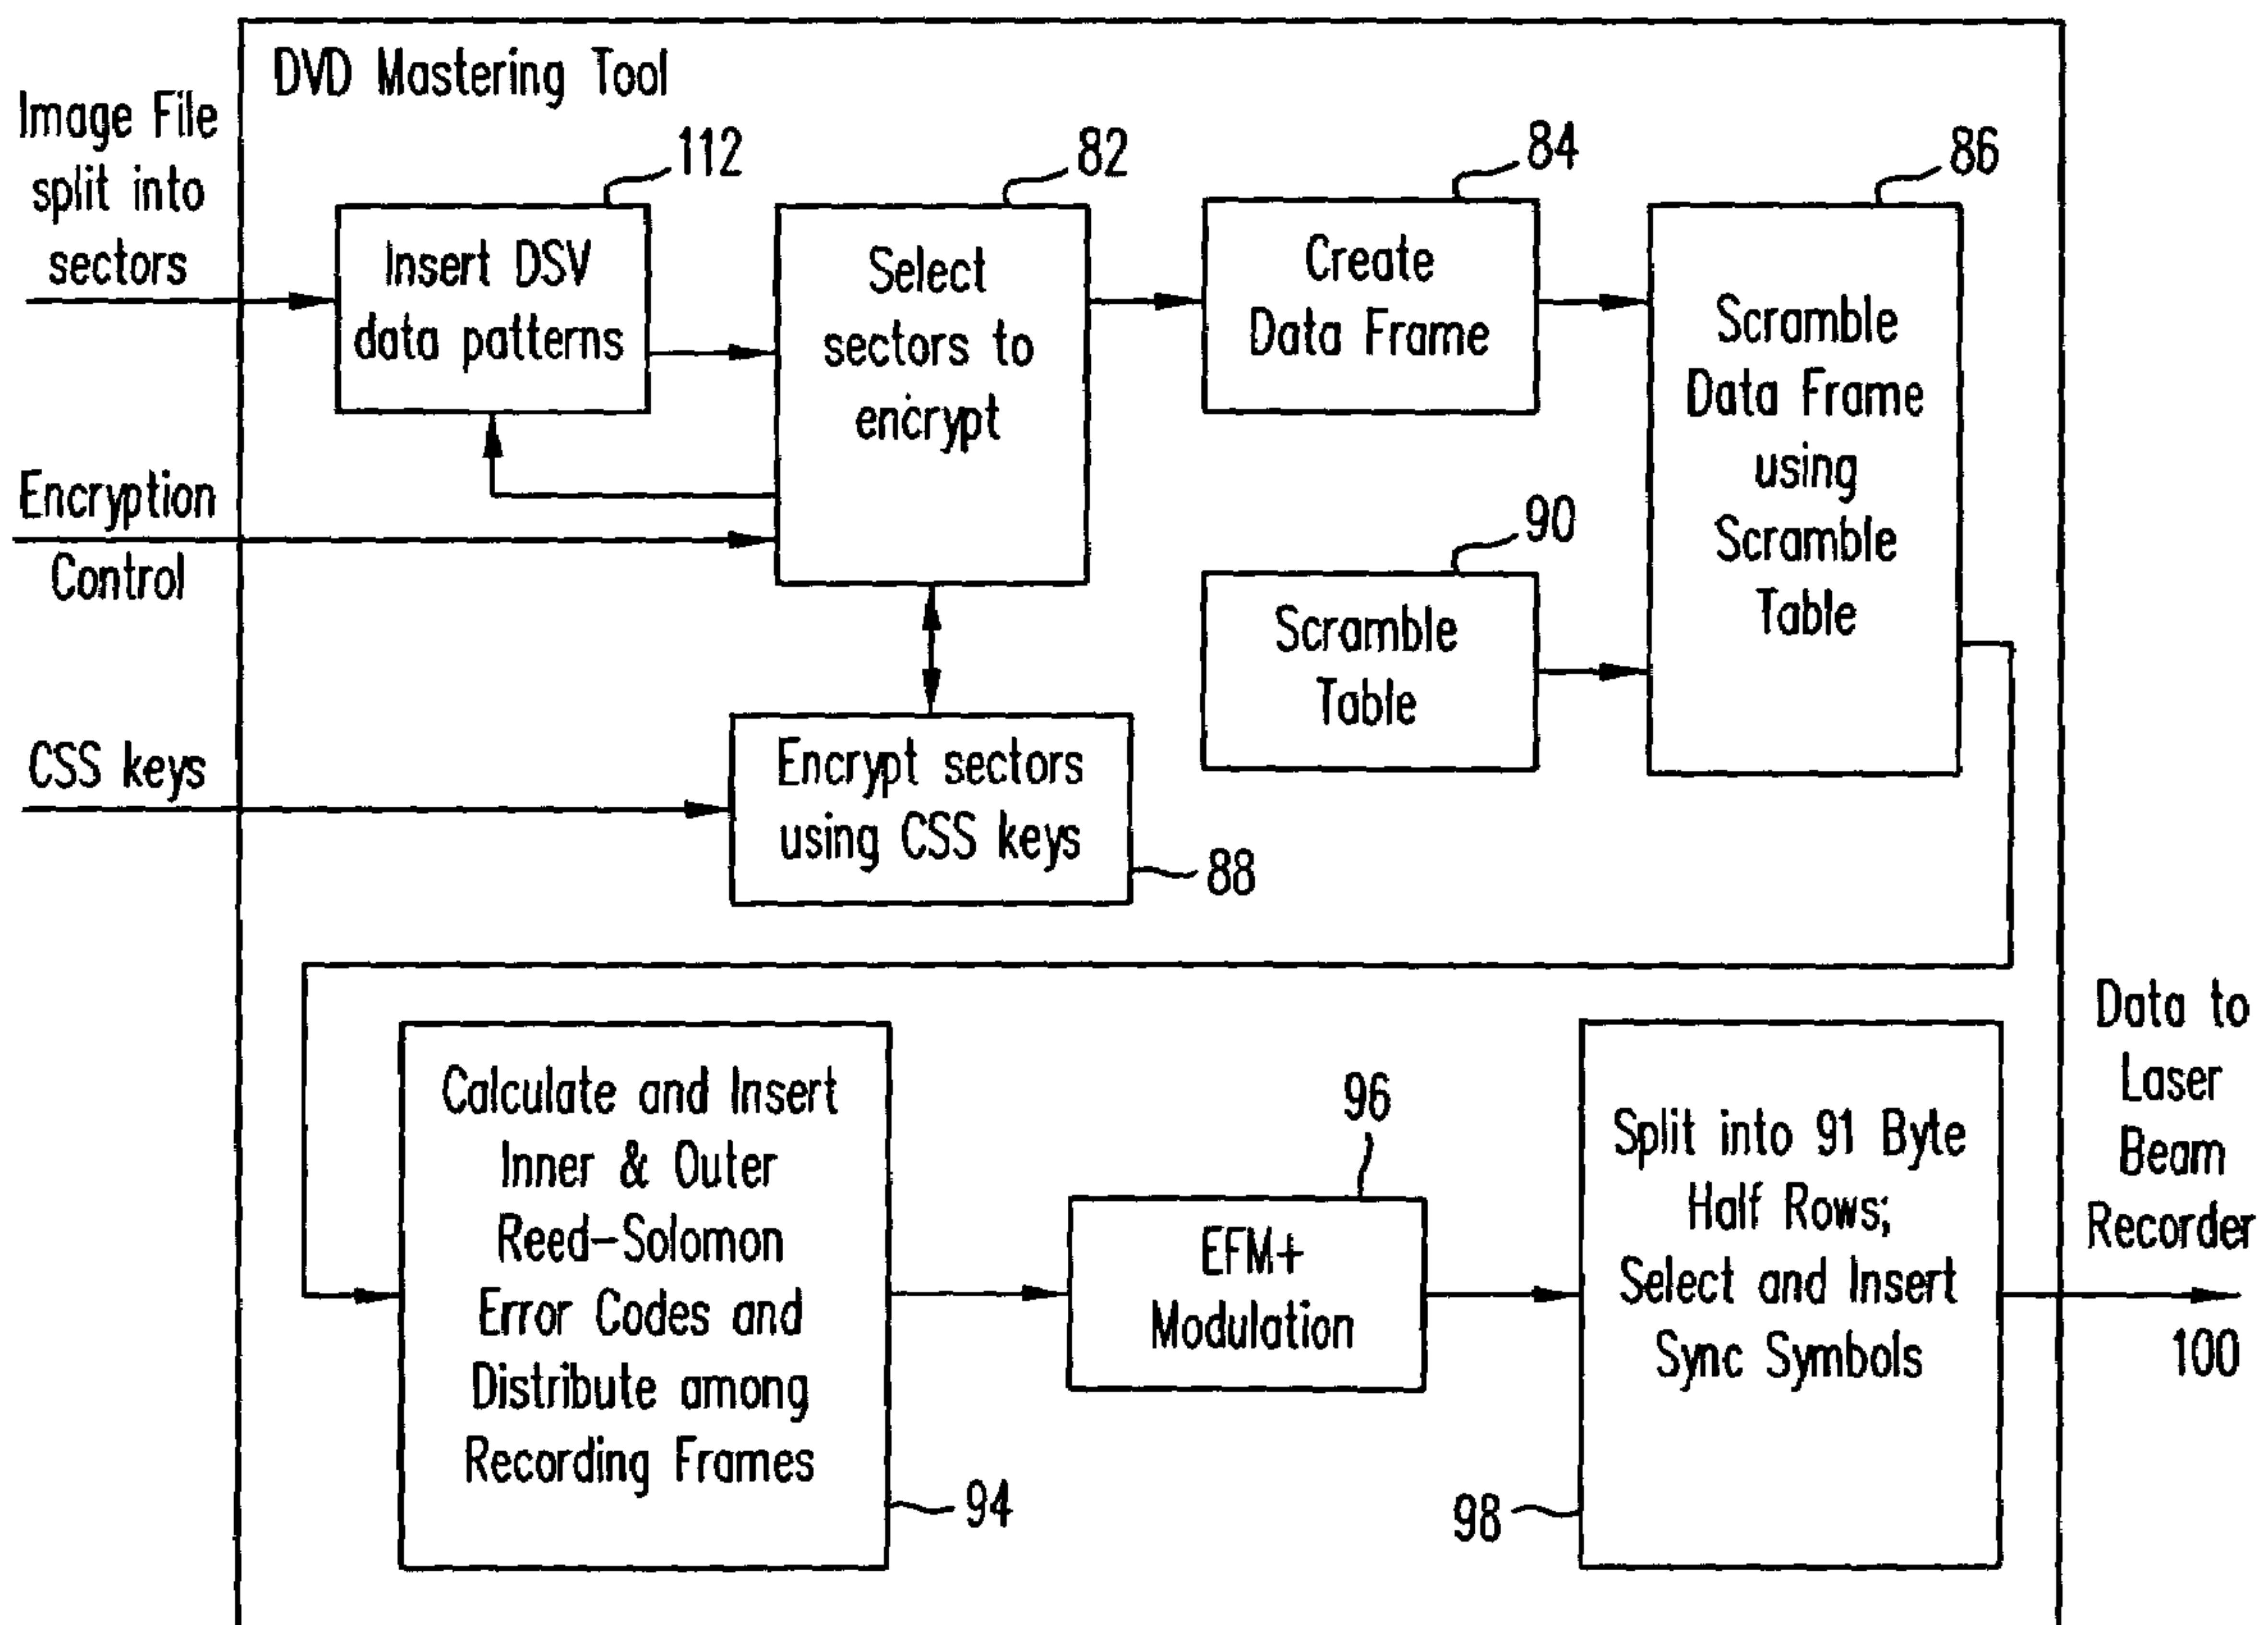 DVD Mastering Tool
Image File
split into
sectors
112
Insert DSV
data patterns
82
Select
sectors to
encrypt
84
Create
Data Frame
86
Scramble
Data Frame
using
Scramble
Table
Encryption
Control
90
Scramble
Table
CSS keys
Encrypt sectors
using CSS keys
88
Calculate and Insert
Inner & Outer
Reed-Solomon
Error Codes and
Distribute among
Recording Frames
94
96
EFM+
Modulation
Split into 91 Byte
Half Rows;
Select and Insert
Sync Symbols
98
Data to
Laser
Beam
Recorder
100